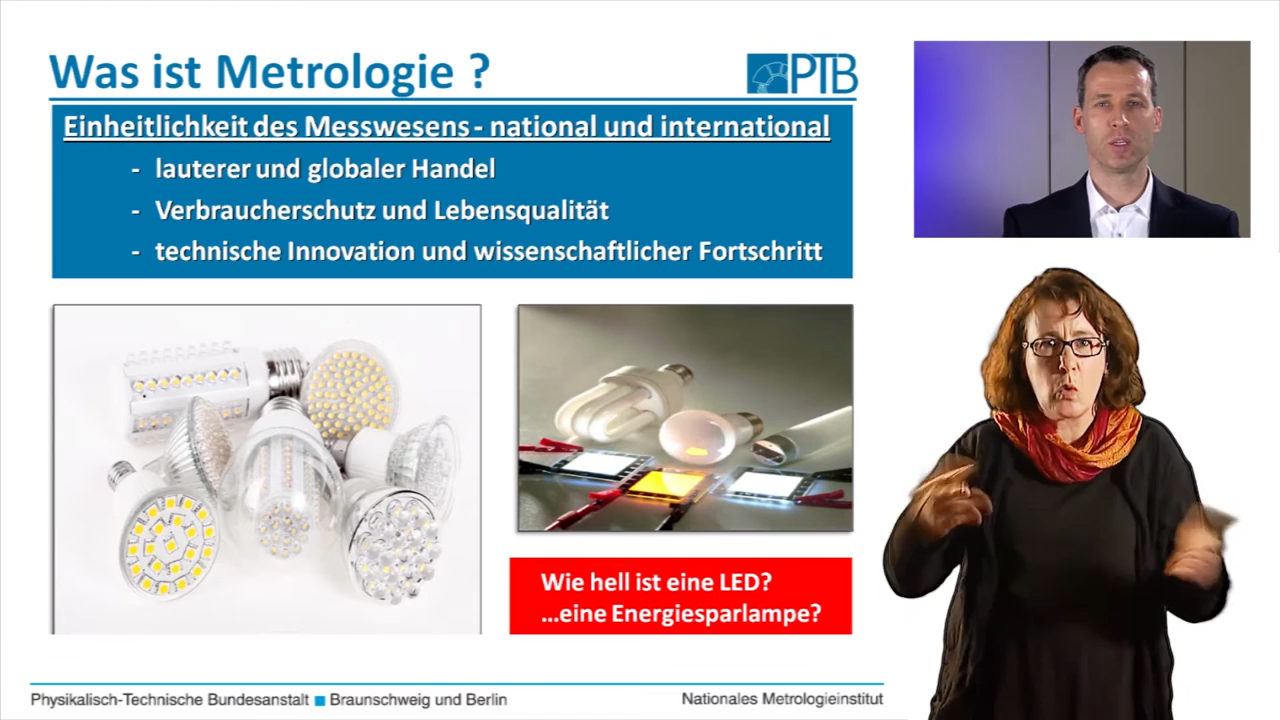 Was ist Metrologie ?
PTB
Einheitlichkeit des Messwesens - national und international
- lauterer und globaler Handel
- Verbraucherschutz und Lebensqualität
- technische Innovation und wissenschaftlicher Fortschritt
Wie hell ist eine LED?
...eine Energiesparlampe?
Physikalisch-Technische Bundesanstalt ■ Braunschweig und Berlin
Nationales Metrologieinstitut